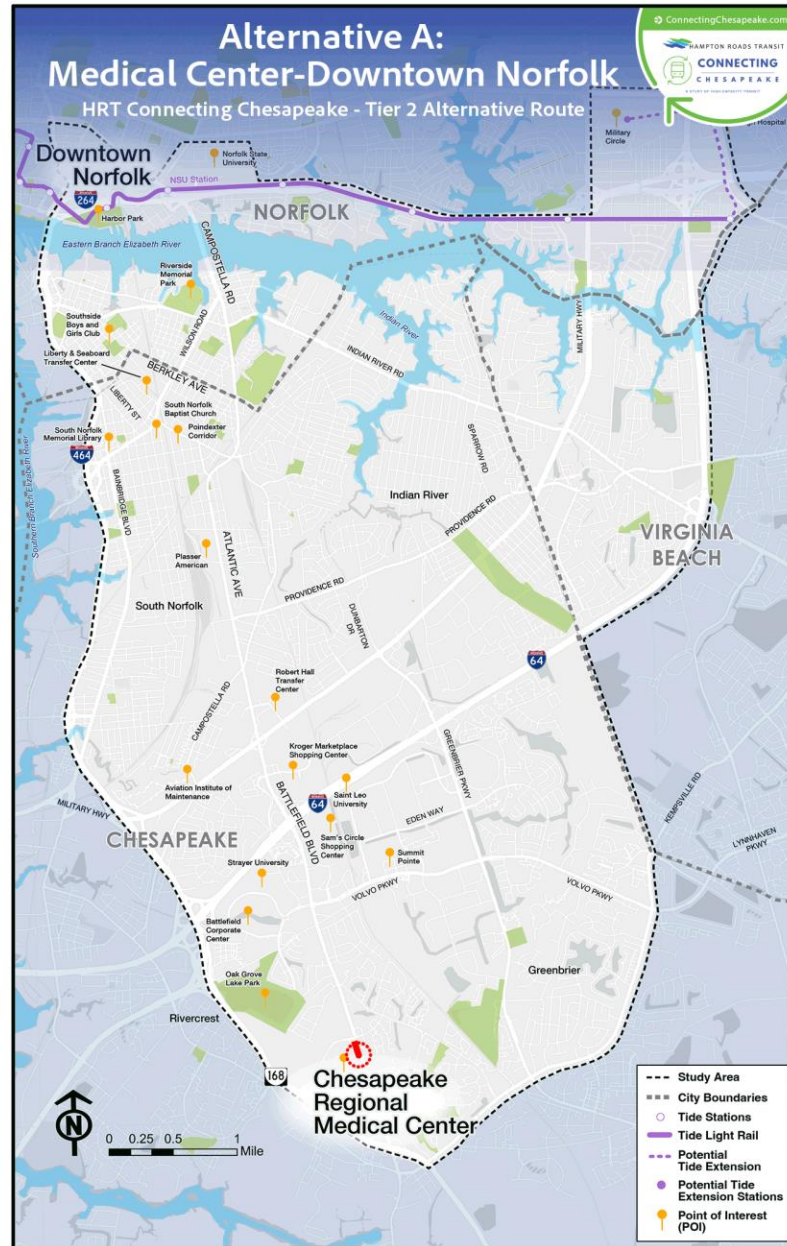 Alternative A:
Medical Center-Downtown Norfolk
HRT Connecting Chesapeake - Tier 2 Alternative Route
ConnectingChesapeake.com
HAMPTON ROADS TRANSIT
CONNECTING
CHESAPEAKE
Hospital
Military
Circle
Norfolk State
University
Downtown
Norfolk
264
NSU Station
Harbor Park
NORFOLK
Eastern Branch Elizabeth River
CAMPOSTELLA RD
Riverside
Memorial
Park
WILSON ROAD
Southside
Boys and
Girls Club
Indian River
MILITARY HWY
INDIAN RIVER RD
Liberty & Seaboard
Transfer Center
BERKLEY AVE
LIBERTY ST
South Norfolk
Baptist Church
Poindexter
Corridor
South Norfolk
Memorial Library
464
Southern Branch Elizabeth River
BAINBRIDGE BLVD
SPARROW RD
Indian River
PROVIDENCE RD
VIRGINIA
BEACH
Plasser
American
ATLANTIC AVE
PROVIDENCE RD
South Norfolk
DUNBARTON
DR
64
Robert Hall
Transfer
Center
CAMPOSTELLA RD
GREENBRIER PKWY
Kroger Marketplace
Shopping Center
Aviation Institute of
Maintenance
Saint Leo
University
64
BATTLEFIELD BLVD
EDEN WAY
Sam's Circle
Shopping
Center
MILITARY HWY
KEMPSVILLE RD
LYNNHAVEN
PKWY
CHESAPEAKE
Summit
Pointe
Strayer University
VOLVO PKWY
VOLVO PKWY
Battlefield
Corporate
Center
Oak Grove
Lake Park
Greenbrier
Rivercrest
168
Chesapeake
Regional
Medical Center
N
0 0.25 0.5 1
Mile
Study Area
City Boundaries
Tide Stations
Tide Light Rail
Potential
Tide Extension
Potential Tide
Extension Stations
Point of Interest
(POI)